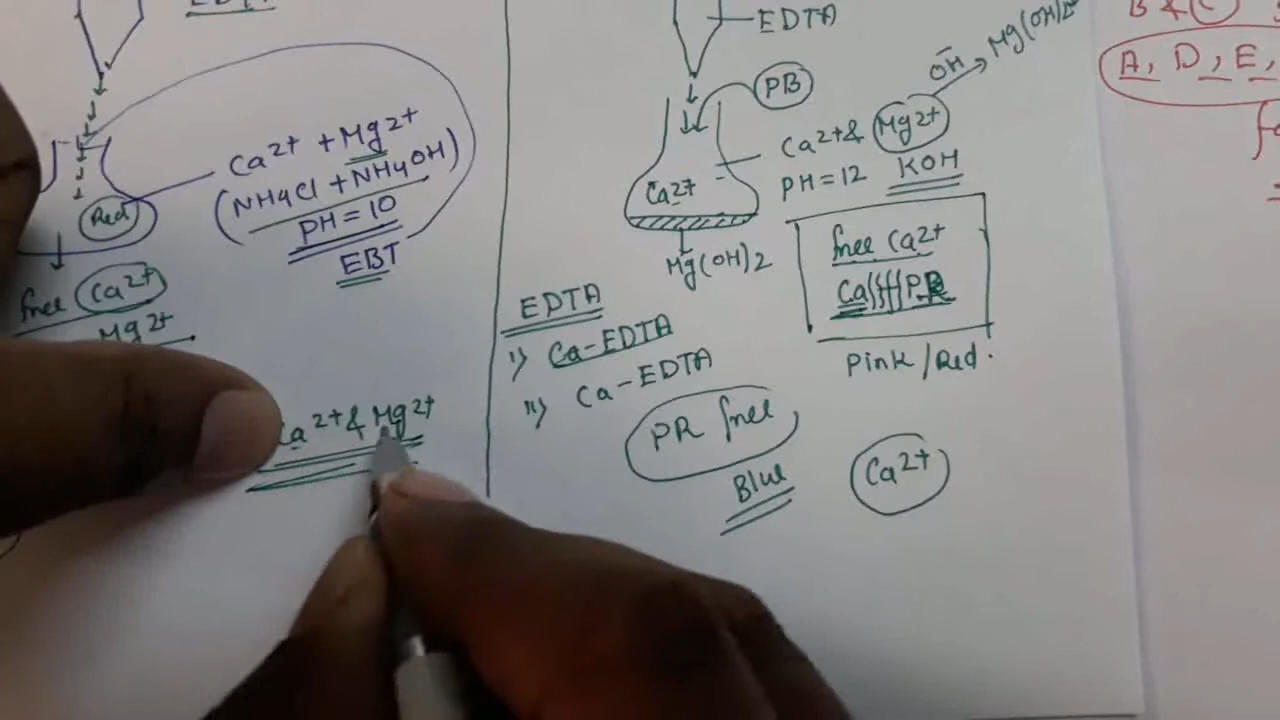 EDTA
Ca2+ + Mg2+
(NH4Cl + NH4OH)
PH = 10
EBT
Red
free Ca2+
Mg2+
Ca2+ & Mg2+
EDTA
PB
OH̄ → Mg(OH)2
Ca2+ & Mg2+
PH = 12 KOH
Ca2+
Mg(OH)2
free Ca2+
Ca
Pink/Red.
EDTA
i) Ca-EDTA
ii) Ca-EDTA
PR free
Blue
Ca2+
B & C
A, D, E,